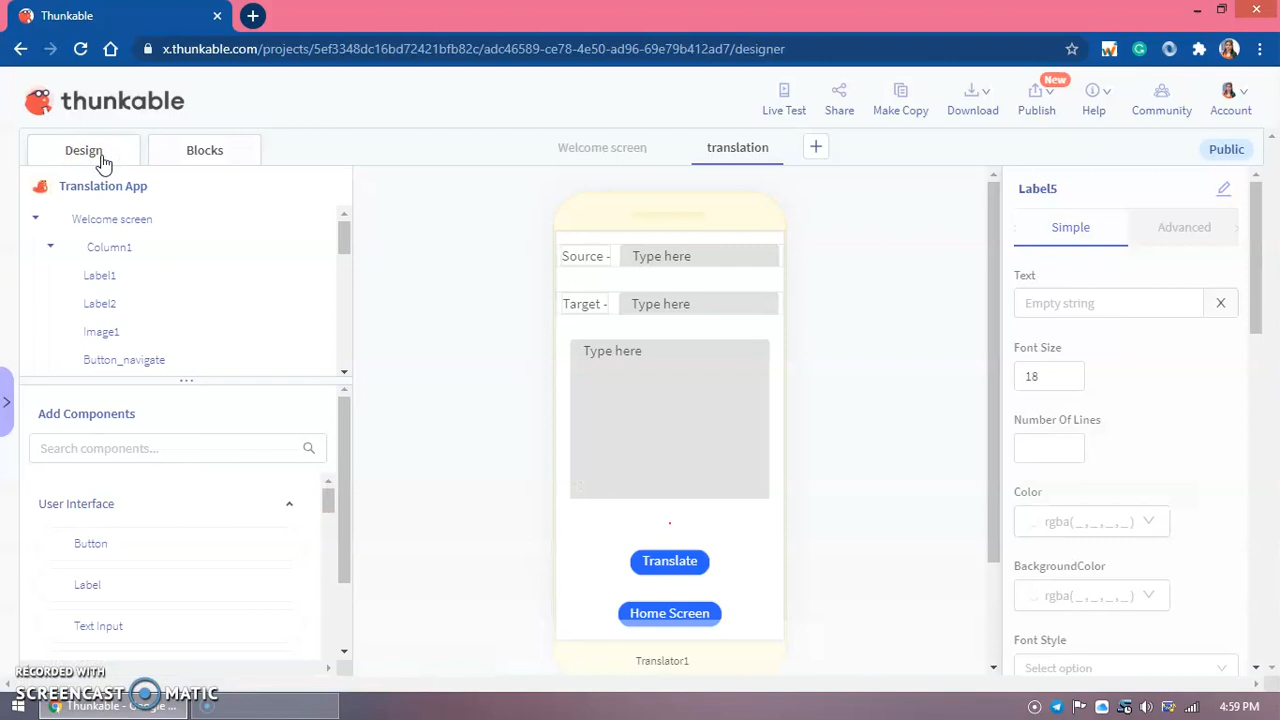 Thunkable
x.thunkable.com/projects/5ef3348dc16bd72421bfb82c/adc46589-ce78-4e50-ad96-69e79b412ad7/designer
thunkable
Live Test
Share
Make Copy
Download
New
Publish
Help
Community
Account
Design
Blocks
Welcome screen
translation
Public
Translation App
Welcome screen
Column1
Label1
Label2
Image1
Button_navigate
Add Components
Search components...
User Interface
Button
Label
Text Input
Source -
Type here
Target -
Type here
Type here
Translate
Home Screen
Translator1
Label5
Simple
Advanced
Text
Empty string
Font Size
18
Number Of Lines
Color
rgba(_,_,_,_)
BackgroundColor
rgba(_,_,_,_)
Font Style
Select option
RECORDED WITH
SCREENCAST MATIC
Thunkable - Google ...
4:59 PM